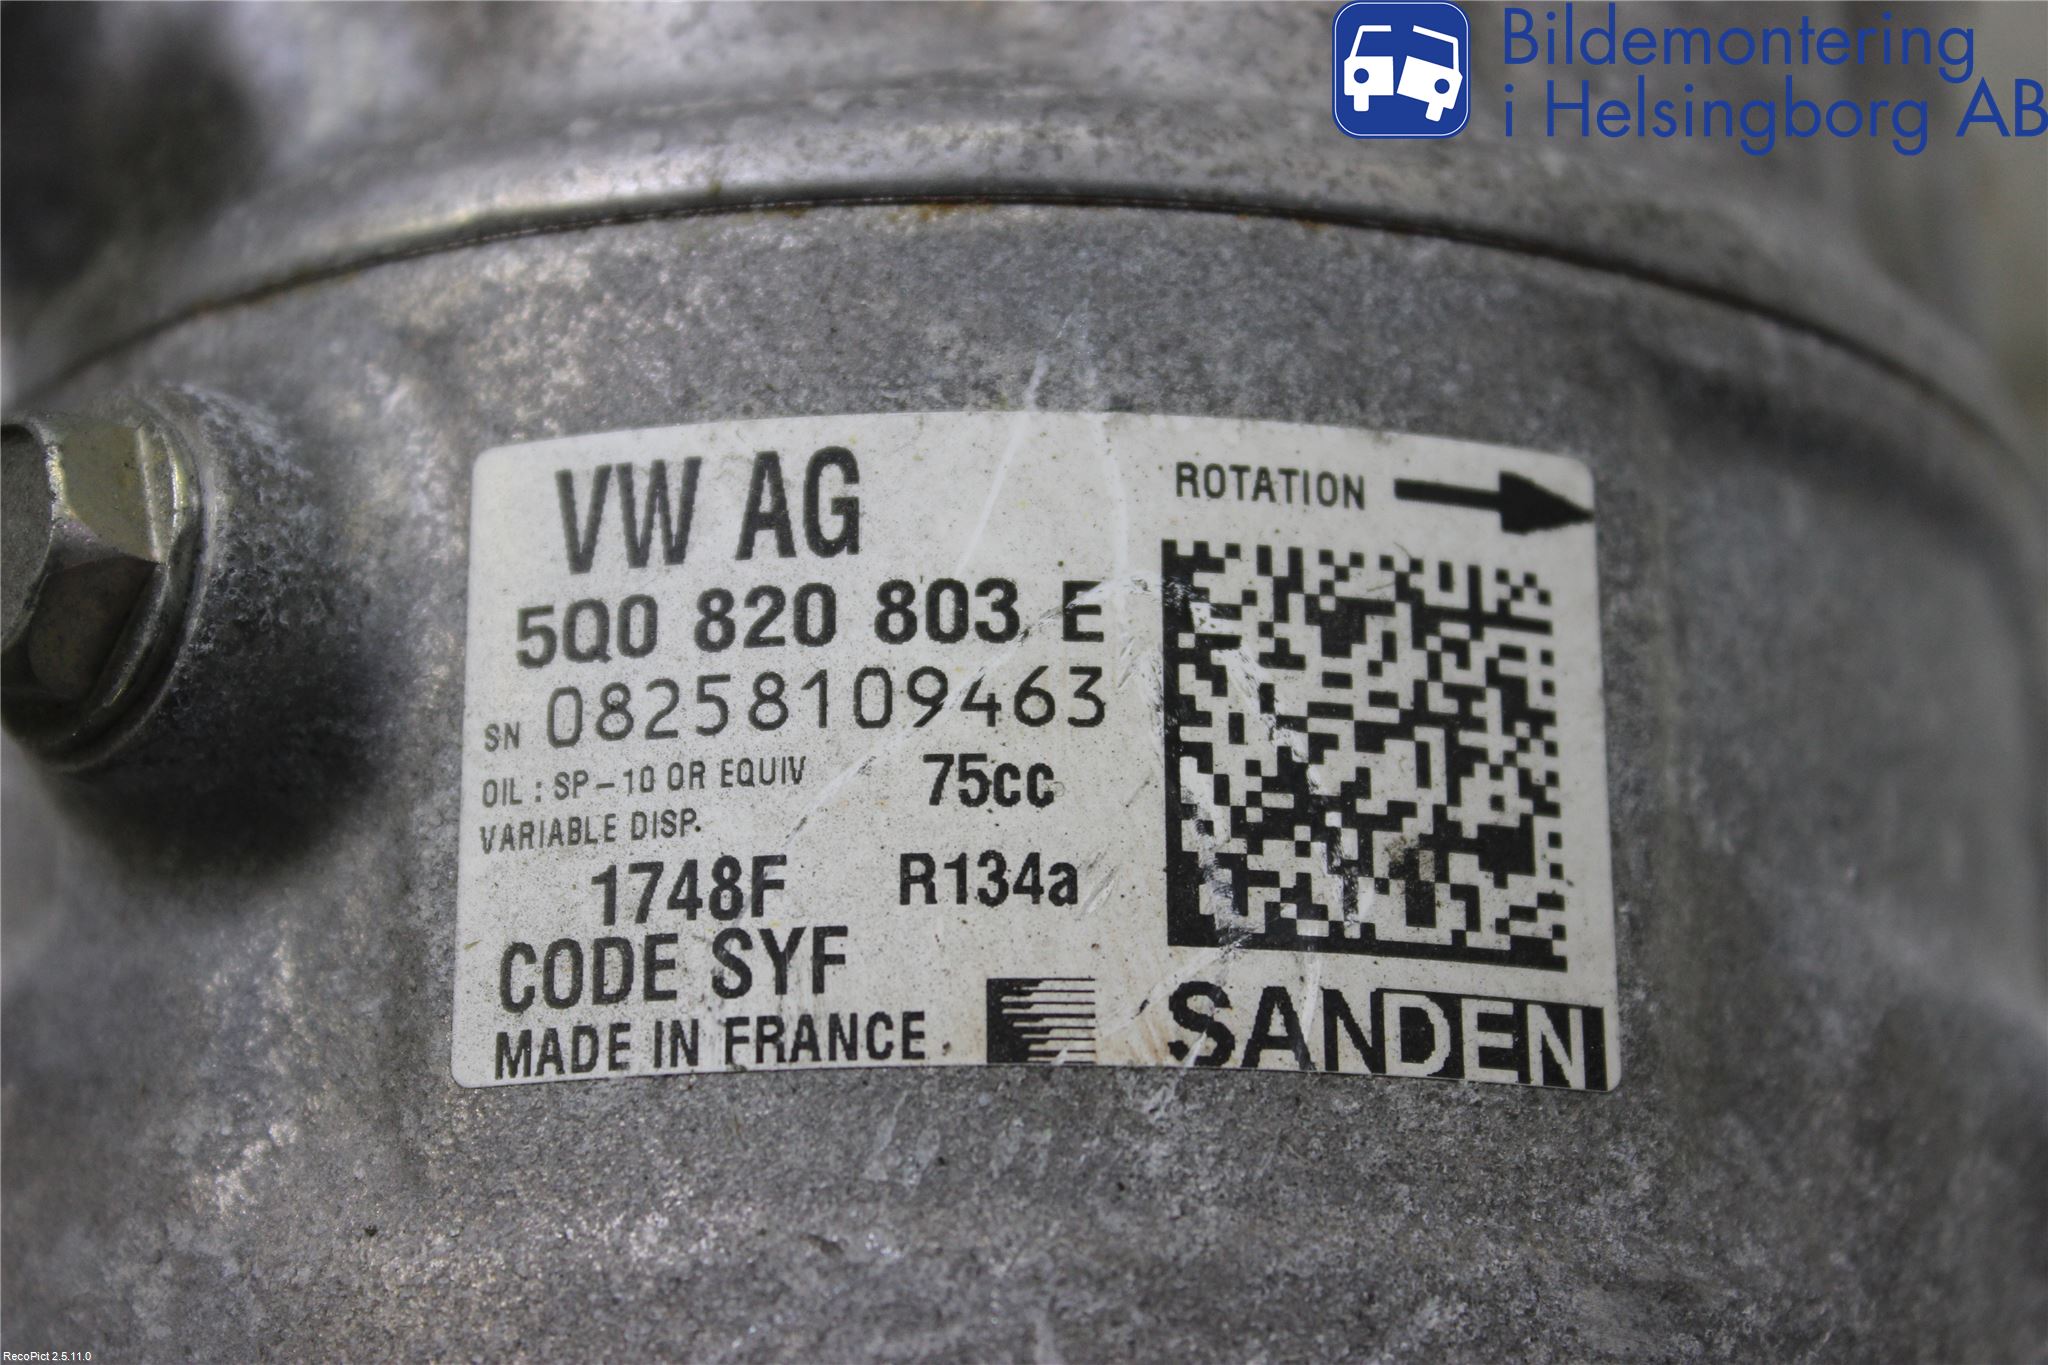 Bildemontering
i Helsingborg AB
VW AG
ROTATION
5Q0 820 803 E
SN 08258109463
OIL : SP-10 OR EQUIV 75cc
VARIABLE DISP.
1748F R134a
CODE SYF
MADE IN FRANCE
SANDEN
RecoPict 2.5.11.0